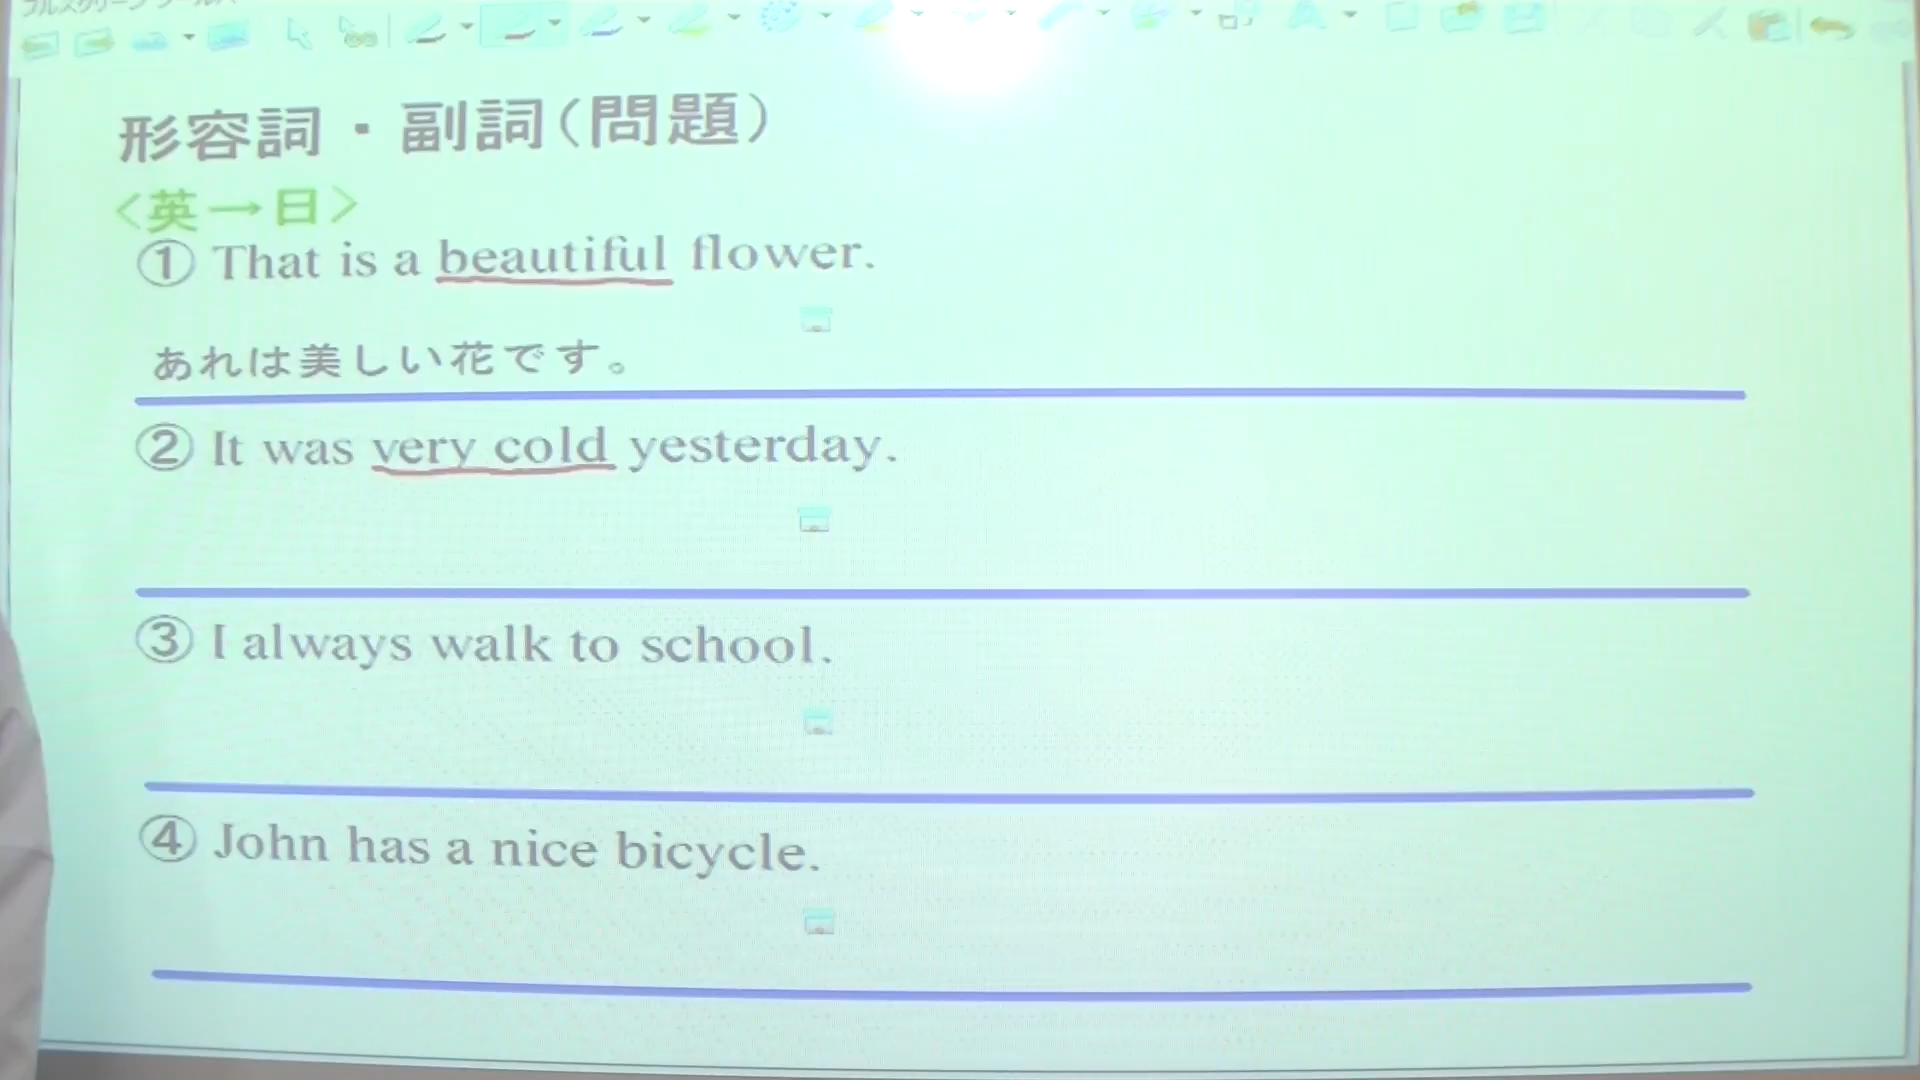 形容詞・副詞(問題)
<英→日>
① That is a beautiful flower.
あれは美しい花です。
② It was very cold yesterday.
③ I always walk to school.
④ John has a nice bicycle.